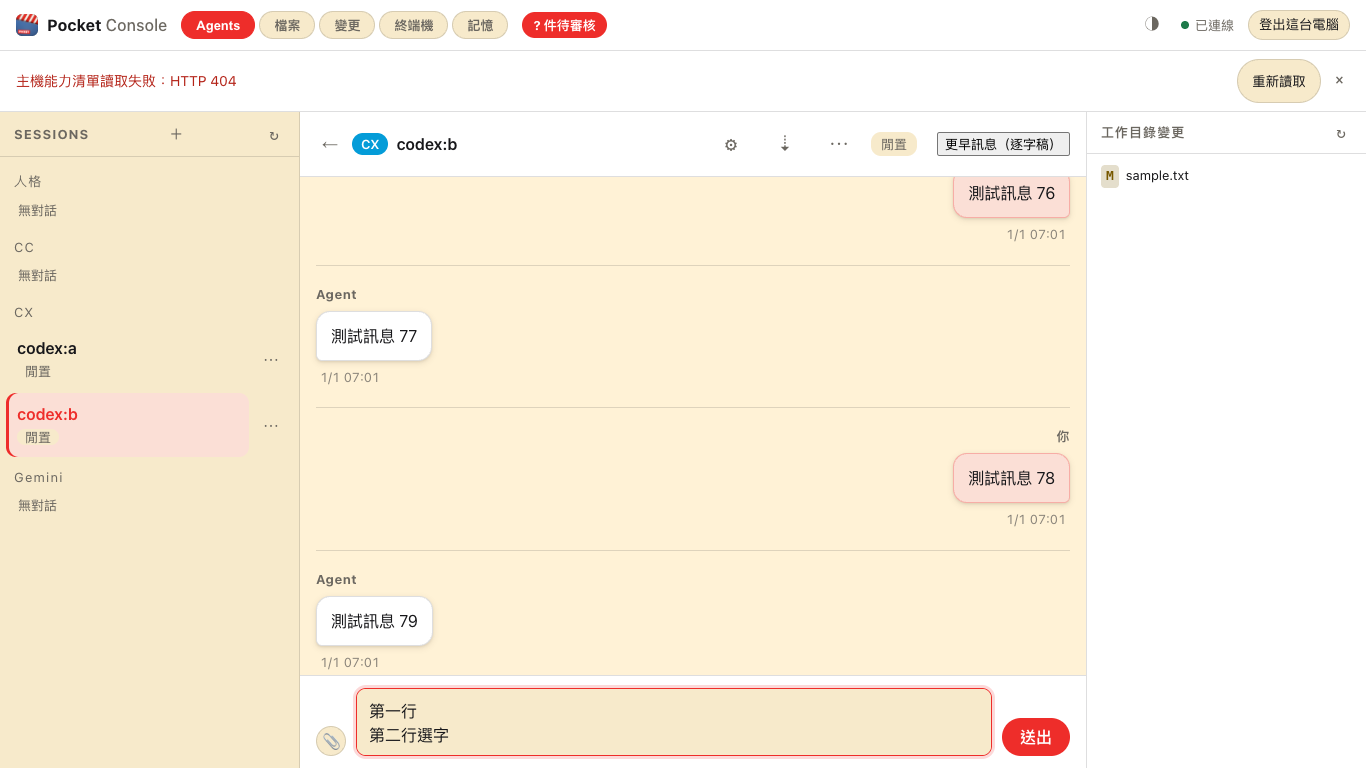 Pocket Console
Agents
檔案
變更
終端機
記憶
? 件待審核
已連線
登出這台電腦
主機能力清單讀取失敗：HTTP 404
重新讀取
×
SESSIONS
+
↻
人格
無對話
CC
無對話
CX
codex:a
閒置
⋯
codex:b
閒置
⋯
Gemini
無對話
←
CX
codex:b
⚙
⇣
⋯
閒置
更早訊息（逐字稿）
測試訊息 76
1/1 07:01
Agent
測試訊息 77
1/1 07:01
你
測試訊息 78
1/1 07:01
Agent
測試訊息 79
1/1 07:01
第一行
第二行選字
送出
工作目錄變更
↻
M
sample.txt